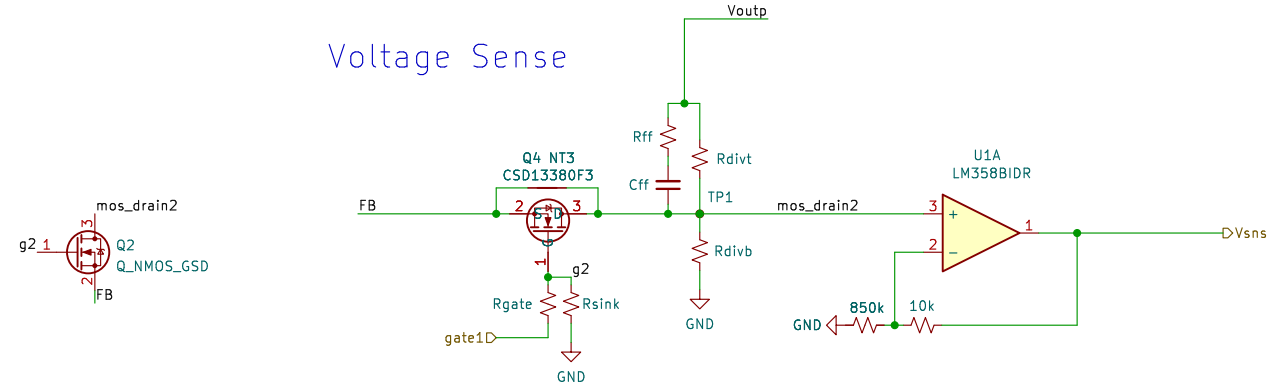 Voutp
Voltage Sense
Rff
Rdivt
Q4 NT3
CSD13380F3
U1A
LM358BIDR
Cff
TP1
mos_drain2
FB
2
S
D
3
mos_drain2
3
+
1
Vsns
3
g2
1
Q2
Q_NMOS_GSD
2
FB
G
1
g2
Rdivb
2
-
Rgate
Rsink
GND
850k
10k
GND
gate1
GND